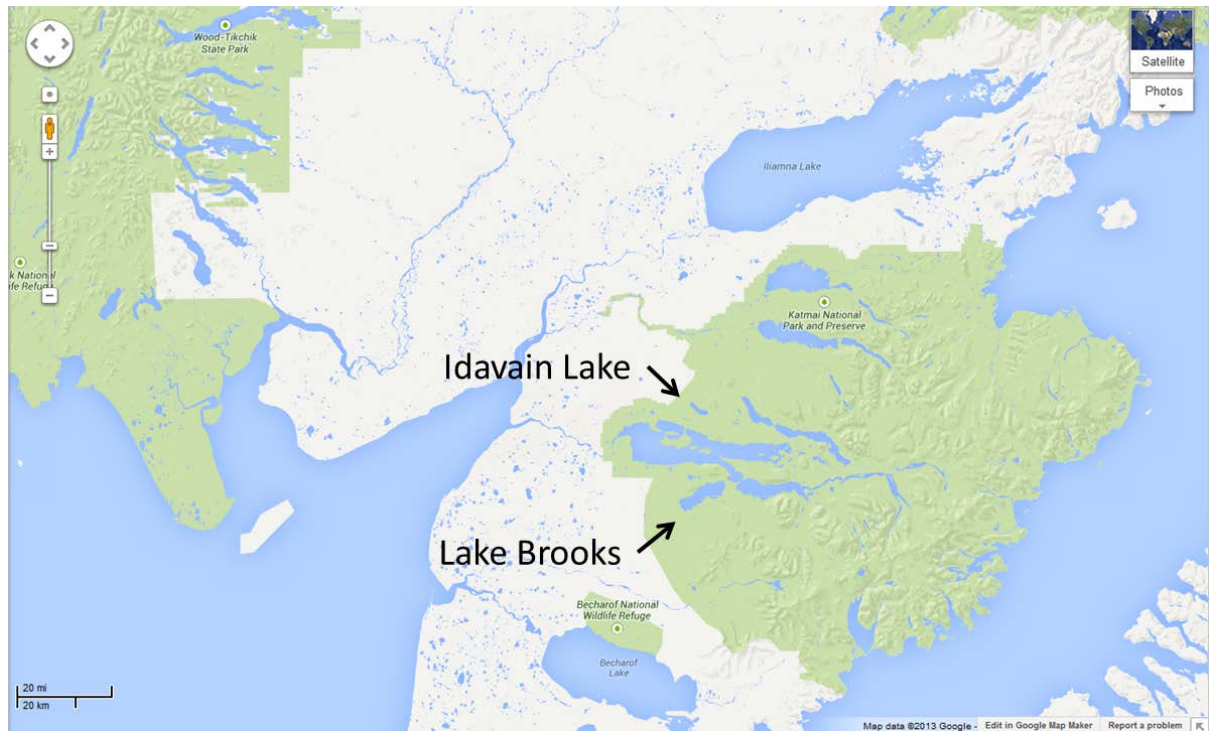 Wood-Tikchik
State Park
Satellite
Photos
Iliamna Lake
k National
ife Refuge
Katmai National
Park and Preserve
Idavain Lake
Lake Brooks
Becharof National
Wildlife Refuge
Becharof
Lake
20 mi
20 km
Map data ©2013 Google - Edit in Google Map Maker Report a problem